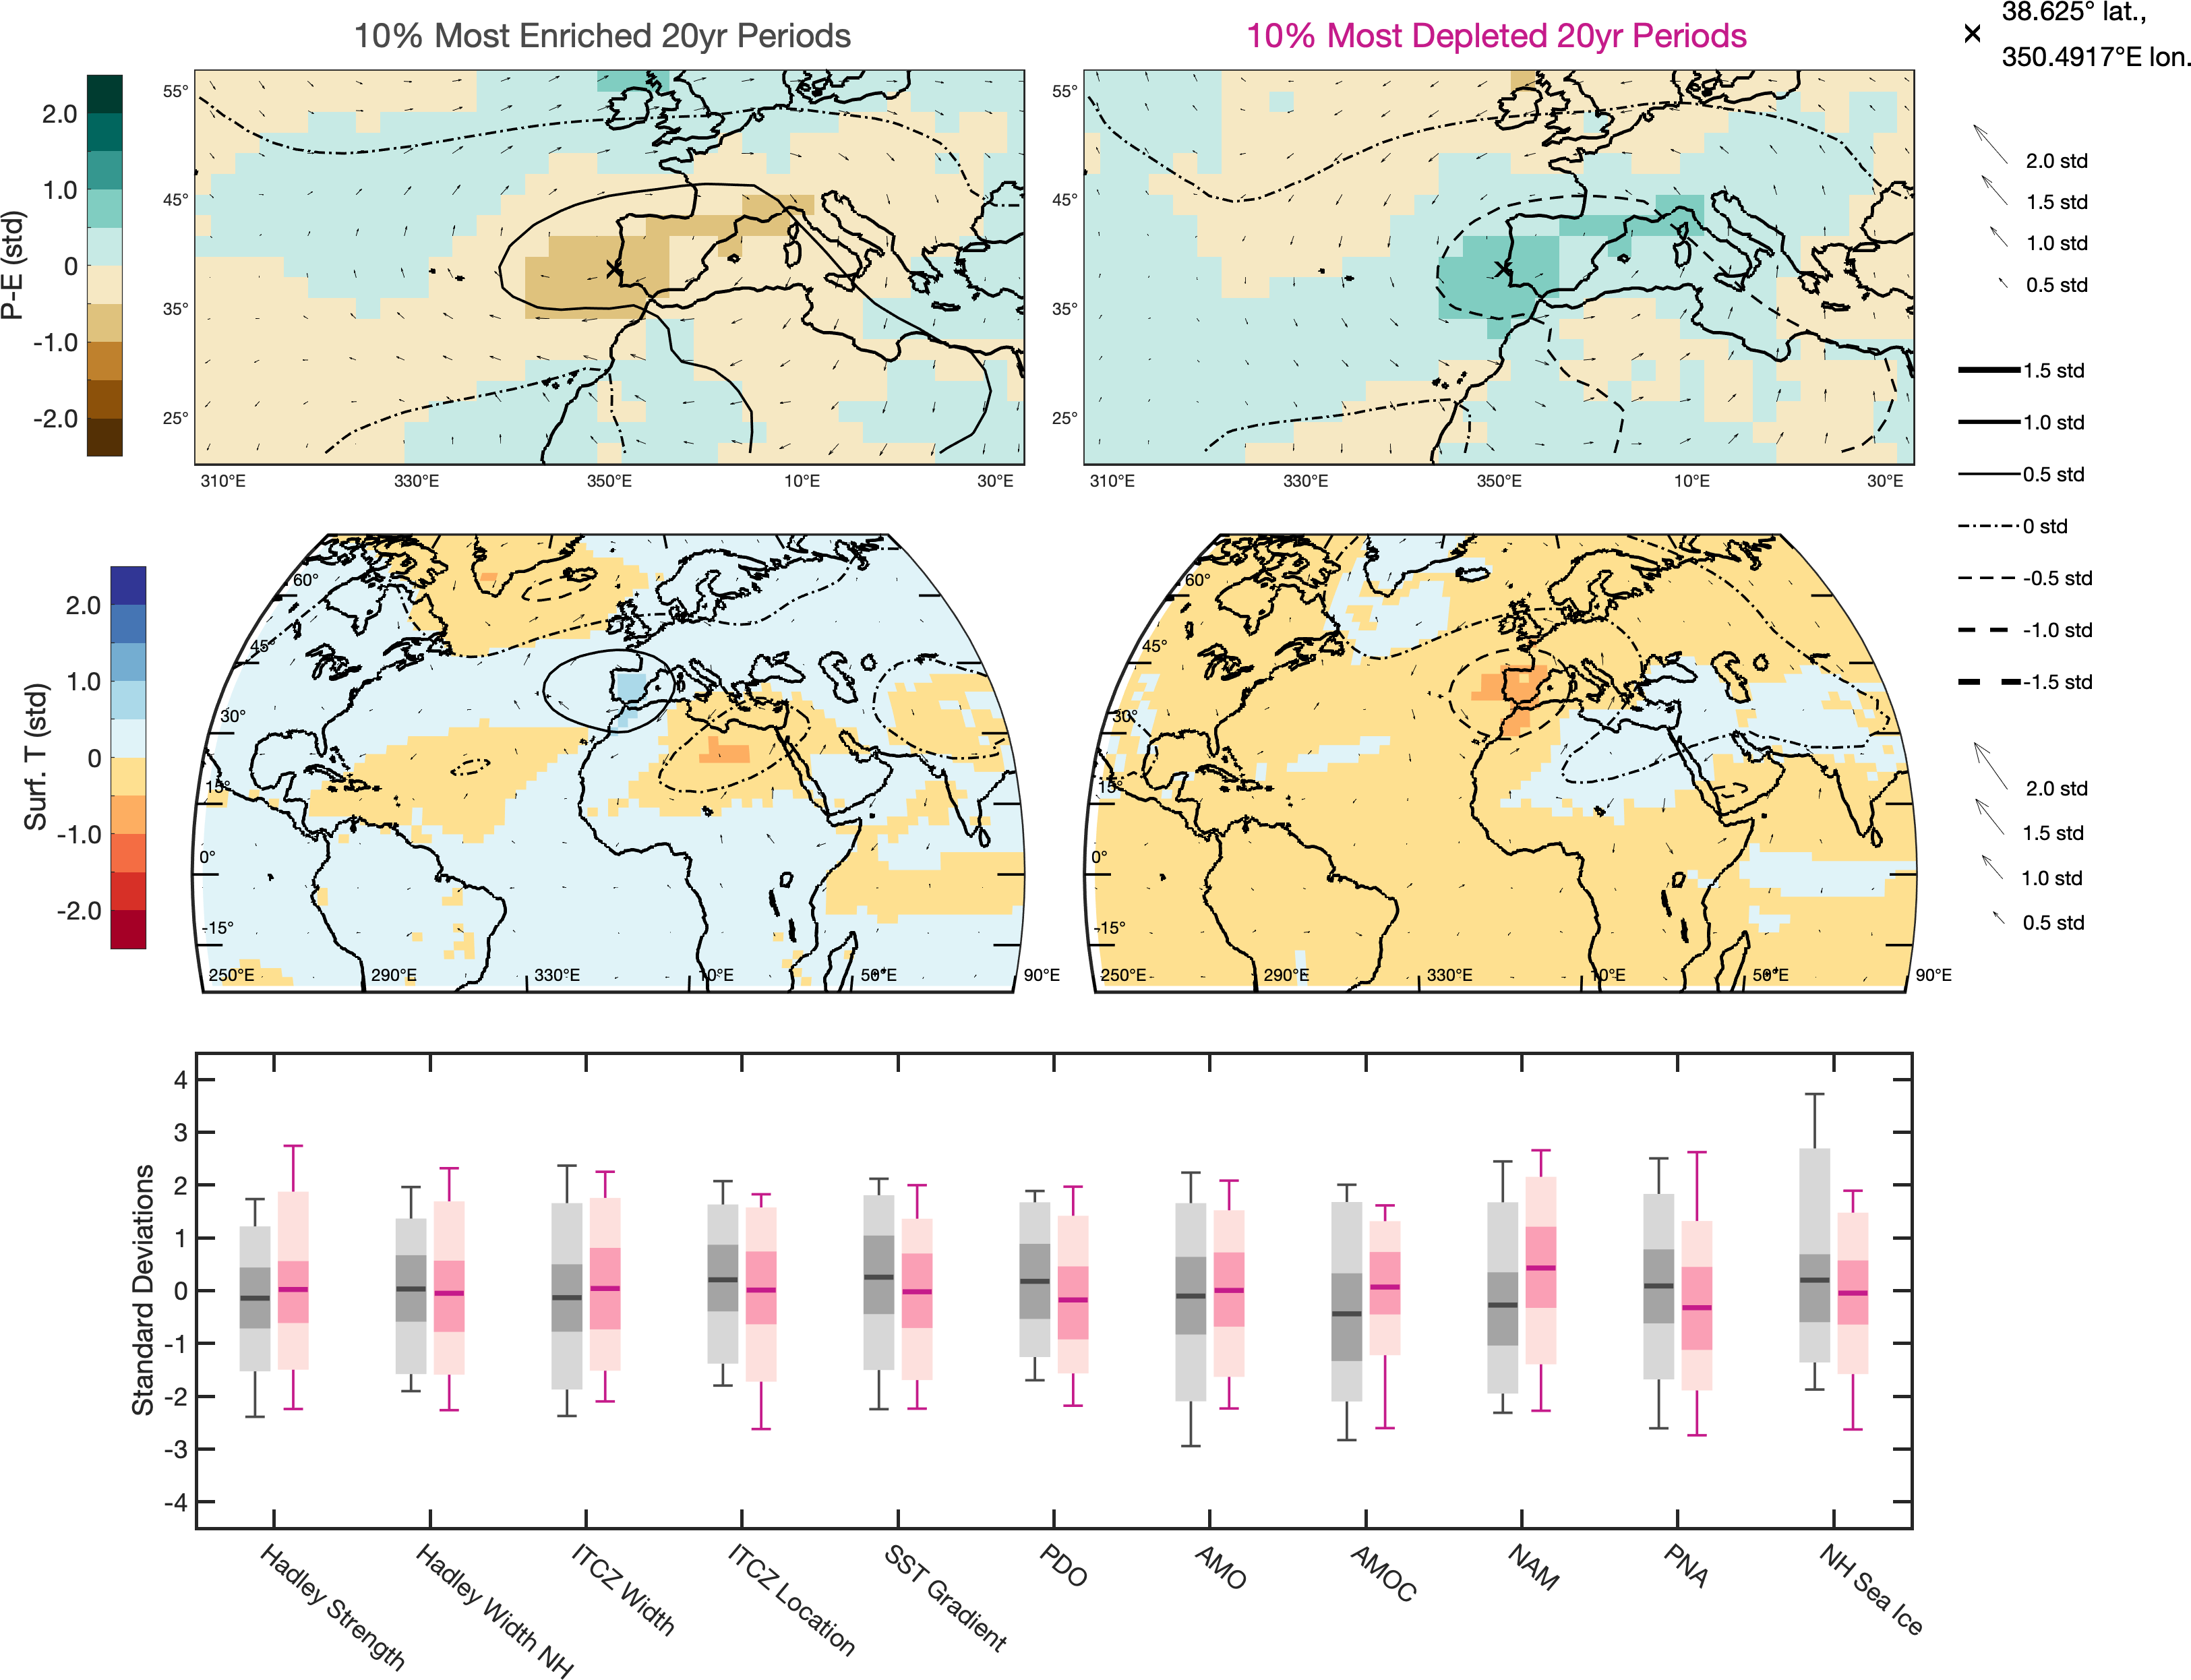 10% Most Enriched 20yr Periods
10% Most Depleted 20yr Periods
38.625° lat.,
350.4917°E lon.
P-E (std)
2.0
1.0
0
-1.0
-2.0
55°
45°
35°
25°
310°E 330°E 350°E 10°E 30°E
55°
45°
35°
25°
310°E 330°E 350°E 10°E 30°E
2.0 std
1.5 std
1.0 std
0.5 std
1.5 std
1.0 std
0.5 std
0 std
-0.5 std
-1.0 std
-1.5 std
Surf. T (std)
2.0
1.0
0
-1.0
-2.0
60°
45°
30°
15°
0°
-15°
250°E 290°E 330°E 10°E 50°E 90°E
60°
45°
30°
15°
0°
-15°
250°E 290°E 330°E 10°E 50°E 90°E
2.0 std
1.5 std
1.0 std
0.5 std
Standard Deviations
4
3
2
1
0
-1
-2
-3
-4
Hadley Strength
Hadley Width NH
ITCZ Width
ITCZ Location
SST Gradient
PDO
AMO
AMOC
NAM
PNA
NH Sea Ice